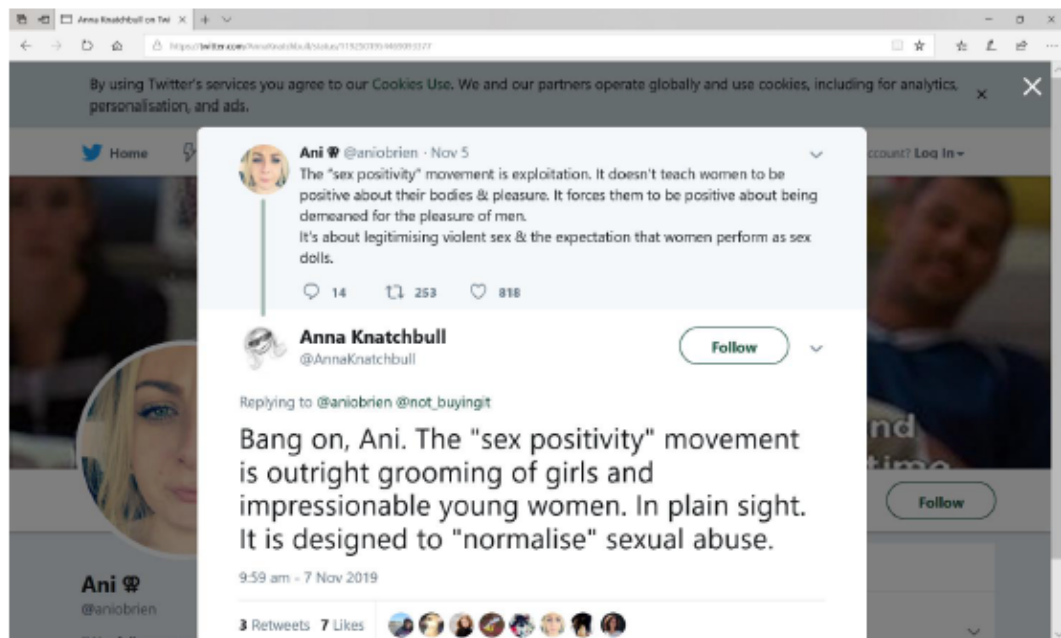 Anna Knatchbull on Twi
By using Twitter's services you agree to our Cookies Use. We and our partners operate globally and use cookies, including for analytics,
personalisation, and ads.
Home
ccount? Log In
Ani @aniobrien · Nov 5
The "sex positivity" movement is exploitation. It doesn't teach women to be
positive about their bodies & pleasure. It forces them to be positive about being
demeaned for the pleasure of men.
It's about legitimising violent sex & the expectation that women perform as sex
dolls.
14 253 818
Anna Knatchbull
@AnnaKnatchbull
Follow
Replying to @aniobrien @not_buyingit
Bang on, Ani. The "sex positivity" movement
is outright grooming of girls and
impressionable young women. In plain sight.
It is designed to "normalise" sexual abuse.
9:59 am - 7 Nov 2019
3 Retweets 7 Likes
nd
time
Follow
Ani
@aniobrien